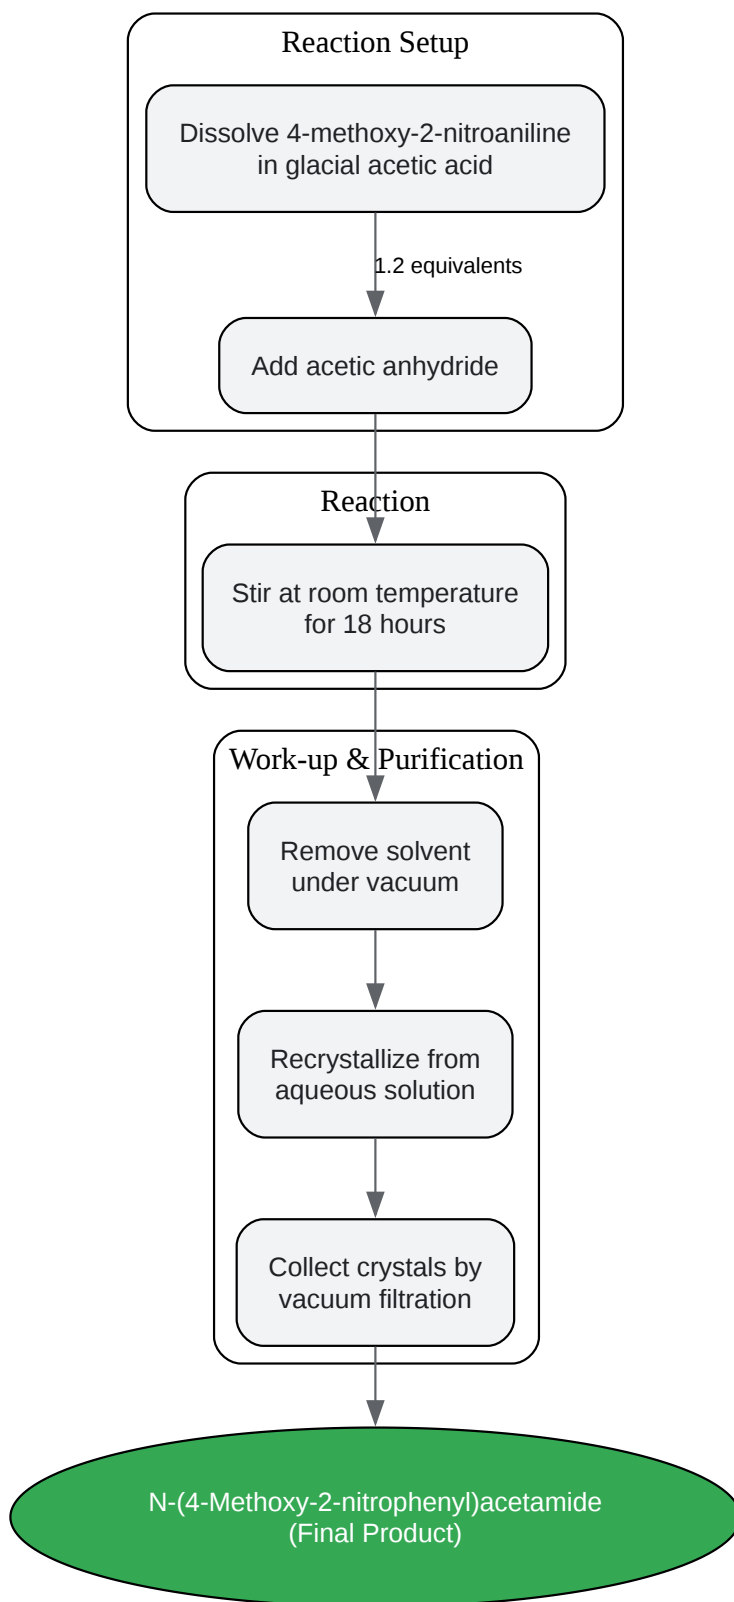 Reaction Setup
Dissolve 4-methoxy-2-nitroaniline
in glacial acetic acid
1.2 equivalents
Add acetic anhydride
Reaction
Stir at room temperature
for 18 hours
Work-up & Purification
Remove solvent
under vacuum
Recrystallize from
aqueous solution
Collect crystals by
vacuum filtration
N-(4-Methoxy-2-nitrophenyl)acetamide
(Final Product)